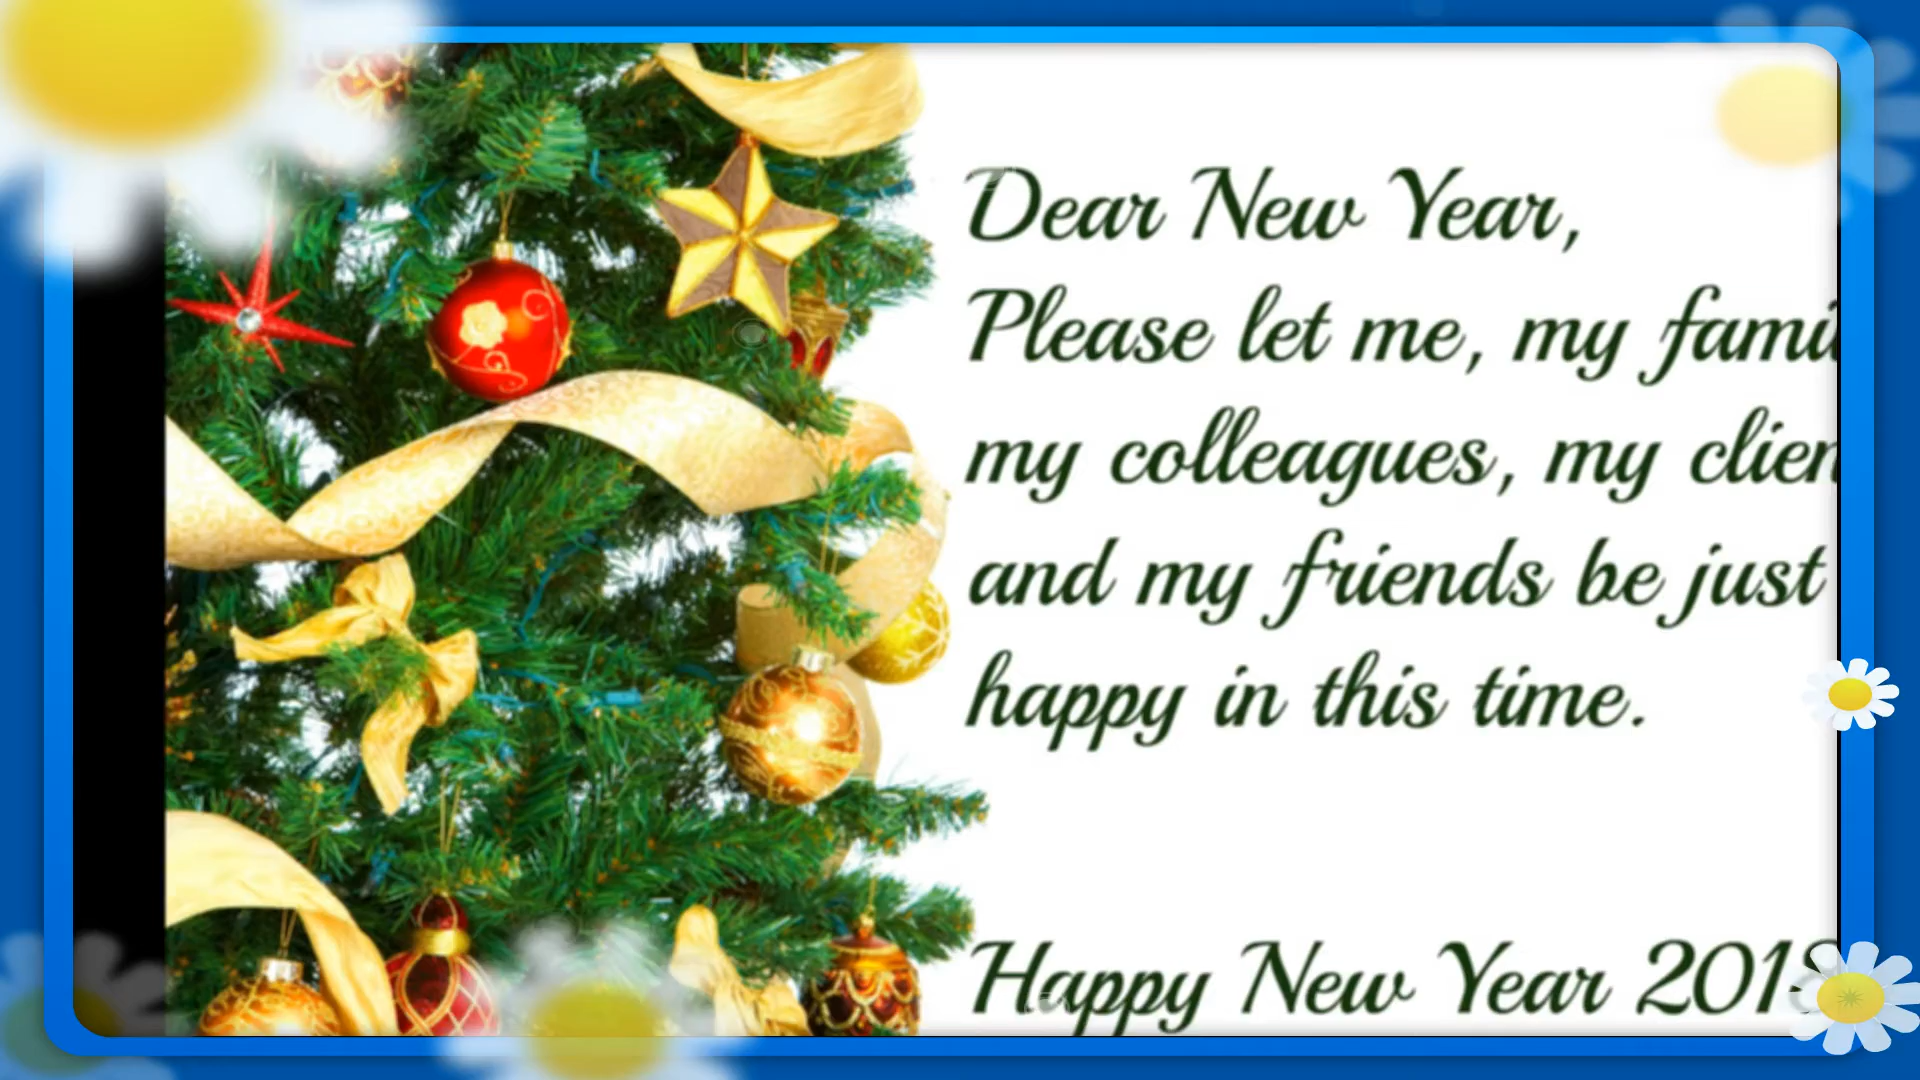 Dear New Year,
Please let me, my fami
my colleagues, my clien
and my friends be just
happy in this time.
Happy New Year 201